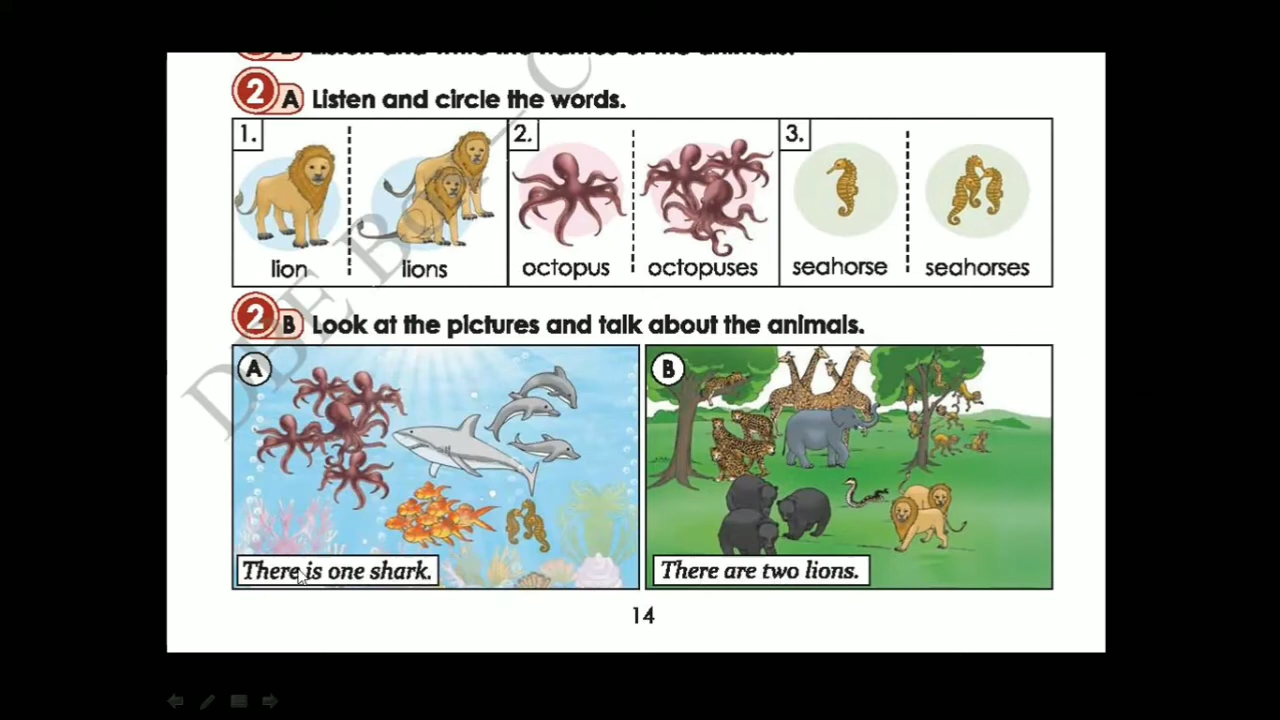 2 A Listen and circle the words.
1. 2. 3.
lion lions octopus octopuses seahorse seahorses
2 B Look at the pictures and talk about the animals.
A B
There is one shark. There are two lions.
14